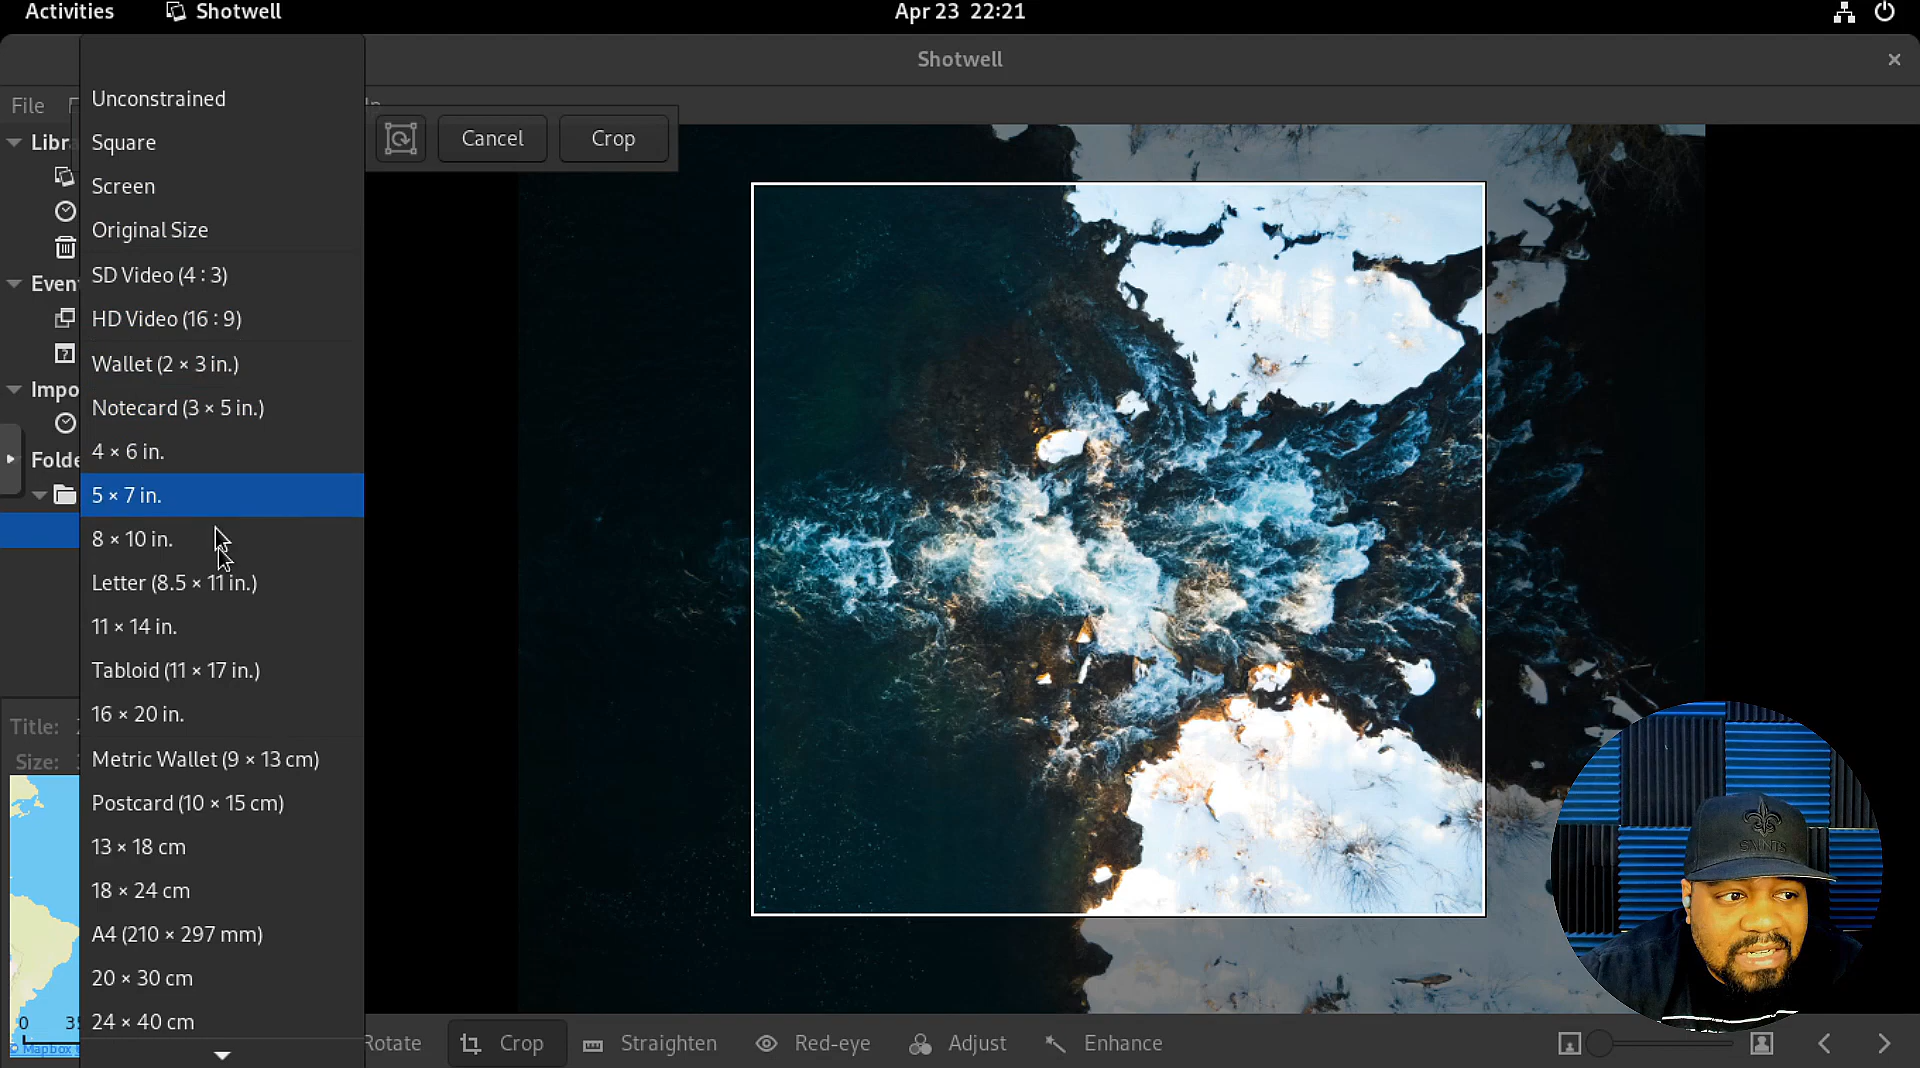 Activities Shotwell Apr 23 22:21
Shotwell
File
Unconstrained
Square
Screen
Original Size
SD Video (4 : 3)
HD Video (16 : 9)
Wallet (2 × 3 in.)
Notecard (3 × 5 in.)
4 × 6 in.
5 × 7 in.
8 × 10 in.
Letter (8.5 × 11 in.)
11 × 14 in.
Tabloid (11 × 17 in.)
16 × 20 in.
Metric Wallet (9 × 13 cm)
Postcard (10 × 15 cm)
13 × 18 cm
18 × 24 cm
A4 (210 × 297 mm)
20 × 30 cm
24 × 40 cm
Cancel Crop
Libra
Even
Impo
Folde
Title:
Size:
0
© Mapbox
Rotate Crop Straighten Red-eye Adjust Enhance
SAINTS